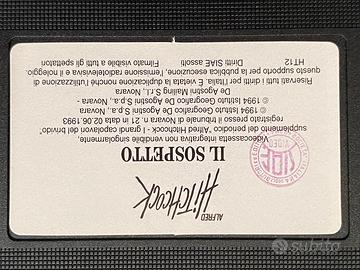 ALFRED
HITCHCOCK
IL SOSPETTO
Videocassetta integrativa non vendibile singolarmente,
supplemento del periodico "Alfred Hitchcock - I grandi capolavori del brivido"
registrato presso il tribunale di Novara n. 21 in data 02.06.1993
© 1994 Istituto Geografico De Agostini S.p.a., Novara
© 1994 Istituto Geografico De Agostini S.p.a., Novara
De Agostini Mailing S.r.l., Novara
Riservati tutti i diritti per l'Italia. È vietata la duplicazione nonché l'utilizzazione di
questo supporto per la pubblica esecuzione, l'emissione radiotelevisiva e il noleggio.
HT12 Diritti SIAE assolti Filmato visibile a tutti gli spettatori
VIDEO
subito